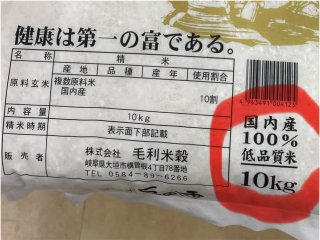 健康は第一の富である。
名称 精米
産地 品種 産年 使用割合
原料玄米 複数原料米
国内産 10割
内容量 10kg
精米時期 表示面下部記載
販売者 株式会社 毛利米穀
岐阜県大垣市横曽根4丁目78番地
TEL 0584-89-6266
4963491004123
国内産
100%
低品質米
10kg